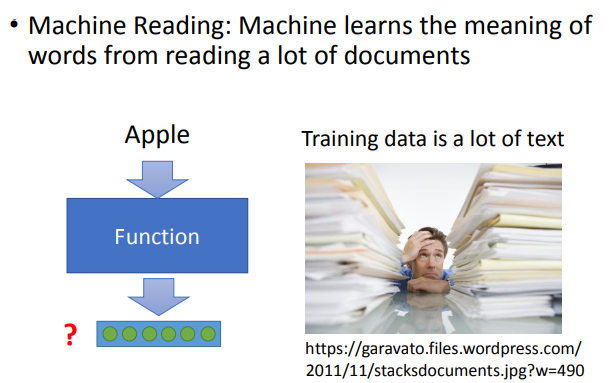 • Machine Reading: Machine learns the meaning of
words from reading a lot of documents
Apple
Function
?
Training data is a lot of text
https://garavato.files.wordpress.com/
2011/11/stacksdocuments.jpg?w=490